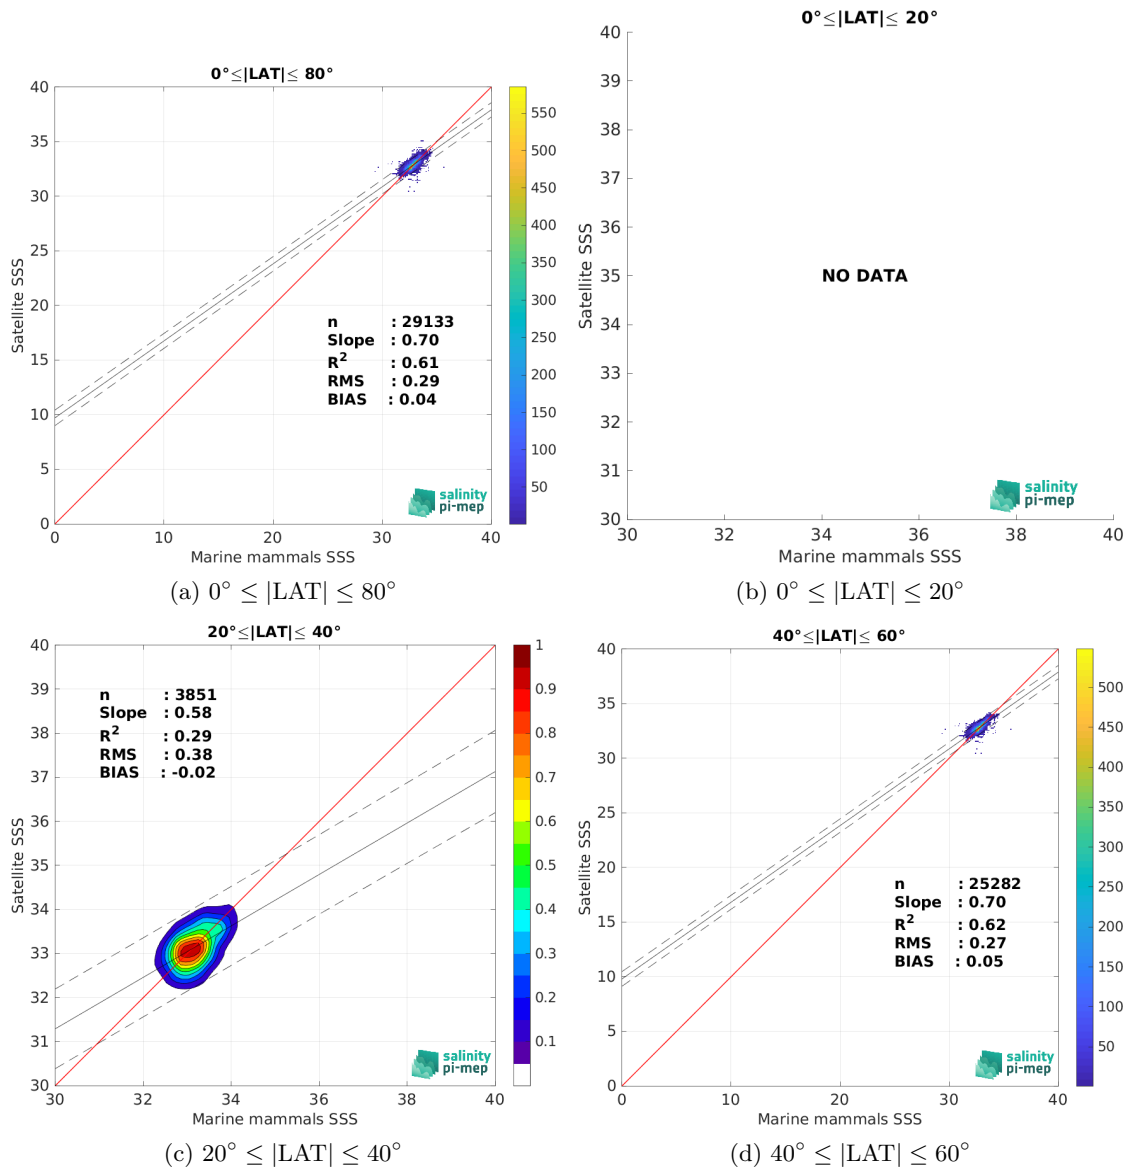 0°≤|LAT|≤ 80°
40
35
30
25
20
15
10
5
0
Satellite SSS
n : 29133
Slope : 0.70
R² : 0.61
RMS : 0.29
BIAS : 0.04
salinity
pi-mep
0 10 20 30 40
Marine mammals SSS
550
500
450
400
350
300
250
200
150
100
50
(a) 0° ≤ |LAT| ≤ 80°
0°≤|LAT|≤ 20°
40
39
38
37
36
35
34
33
32
31
30
Satellite SSS
NO DATA
salinity
pi-mep
30 32 34 36 38 40
Marine mammals SSS
(b) 0° ≤ |LAT| ≤ 20°
20°≤|LAT|≤ 40°
40
39
38
37
36
35
34
33
32
31
30
Satellite SSS
n : 3851
Slope : 0.58
R² : 0.29
RMS : 0.38
BIAS : -0.02
salinity
pi-mep
30 32 34 36 38 40
Marine mammals SSS
1
0.9
0.8
0.7
0.6
0.5
0.4
0.3
0.2
0.1
(c) 20° ≤ |LAT| ≤ 40°
40°≤|LAT|≤ 60°
40
35
30
25
20
15
10
5
0
Satellite SSS
n : 25282
Slope : 0.70
R² : 0.62
RMS : 0.27
BIAS : 0.05
salinity
pi-mep
0 10 20 30 40
Marine mammals SSS
500
450
400
350
300
250
200
150
100
50
(d) 40° ≤ |LAT| ≤ 60°